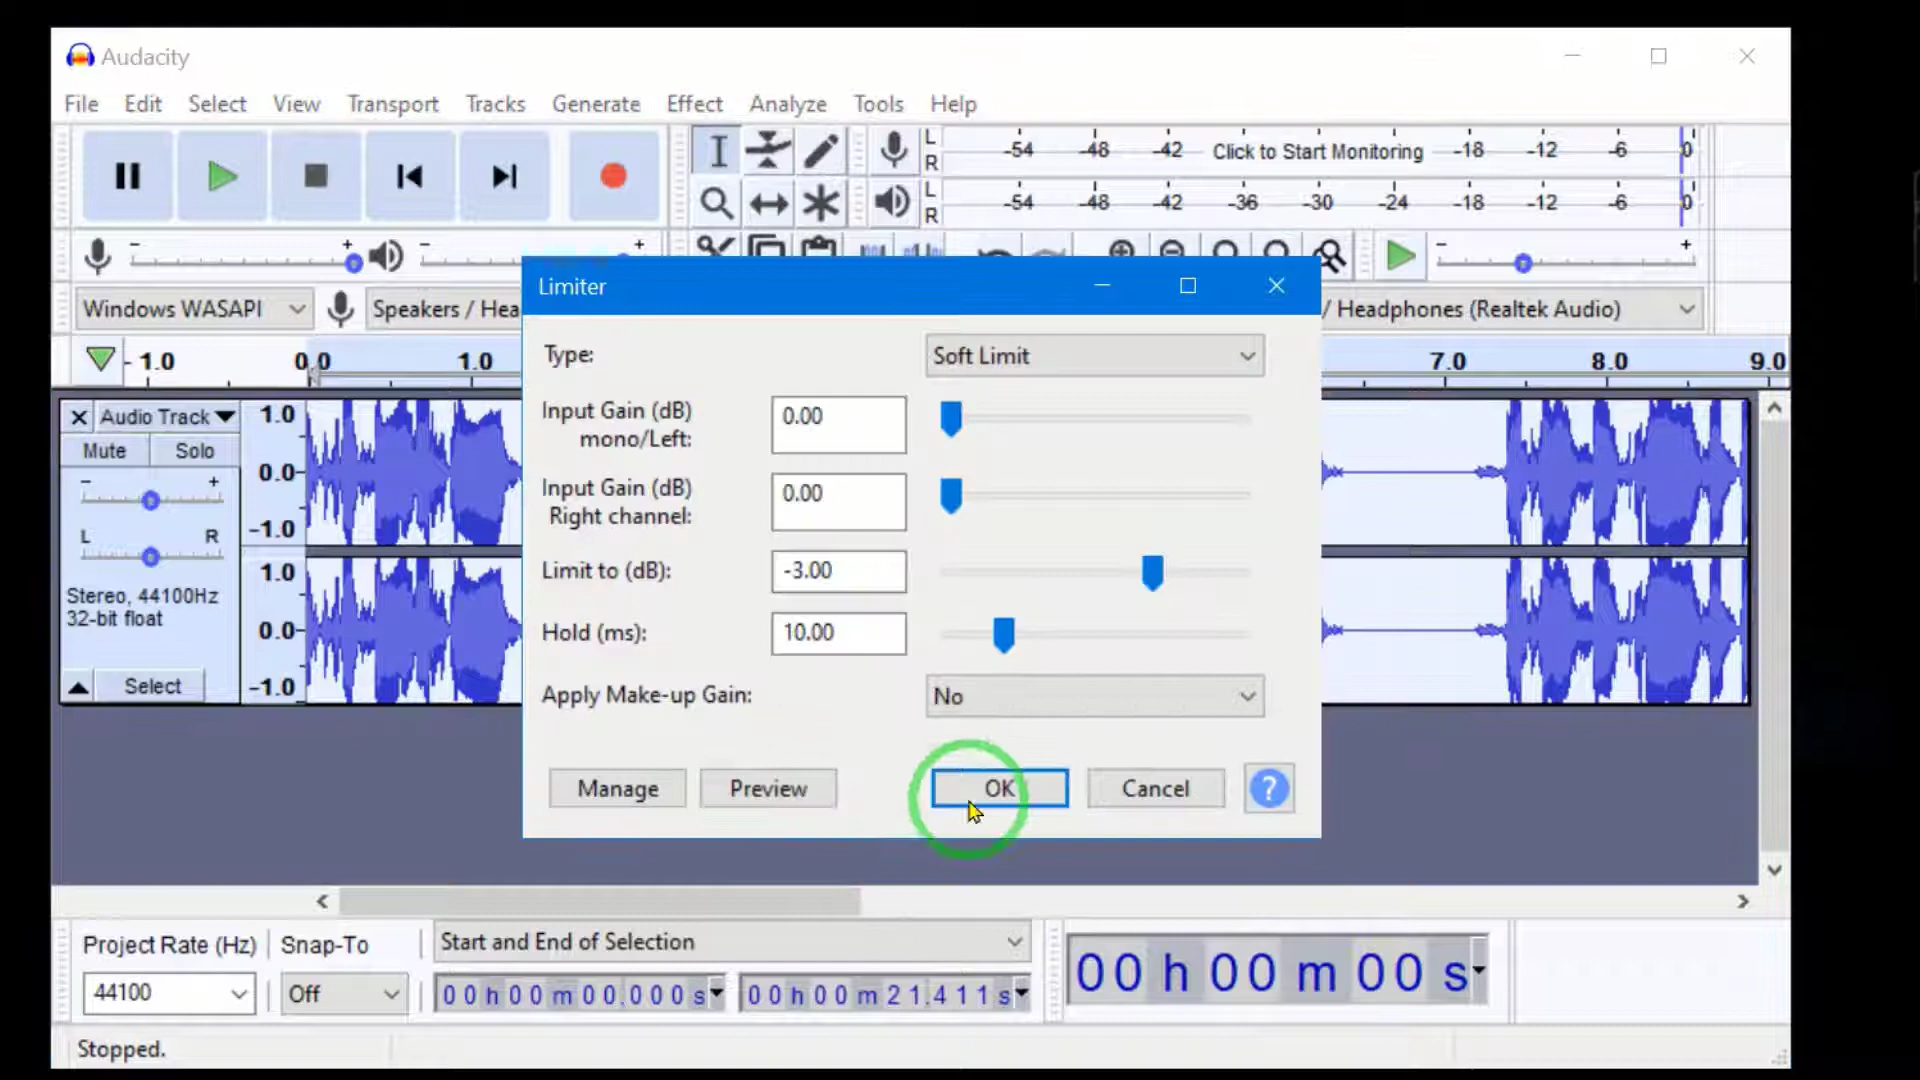 Audacity
File Edit Select View Transport Tracks Generate Effect Analyze Tools Help
L
R
-54 -48 -42 Click to Start Monitoring -18 -12 -6 0
L
R
-54 -48 -42 -36 -30 -24 -18 -12 -6 0
- + - + - +
Windows WASAPI Speakers / Hea / Headphones (Realtek Audio)
- 1.0 0.0 1.0 7.0 8.0 9.0
Limiter
Type: Soft Limit
Input Gain (dB)
mono/Left: 0.00
Input Gain (dB)
Right channel: 0.00
Limit to (dB): -3.00
Hold (ms): 10.00
Apply Make-up Gain: No
Manage Preview OK Cancel ?
Audio Track
Mute Solo
- +
L R
Stereo, 44100Hz
32-bit float
Select
1.0
0.0
-1.0
1.0
0.0
-1.0
Project Rate (Hz) Snap-To Start and End of Selection
44100 Off 00 h 00 m 00.000 s 00 h 00 m 21.411 s
00 h 00 m 00 s
Stopped.